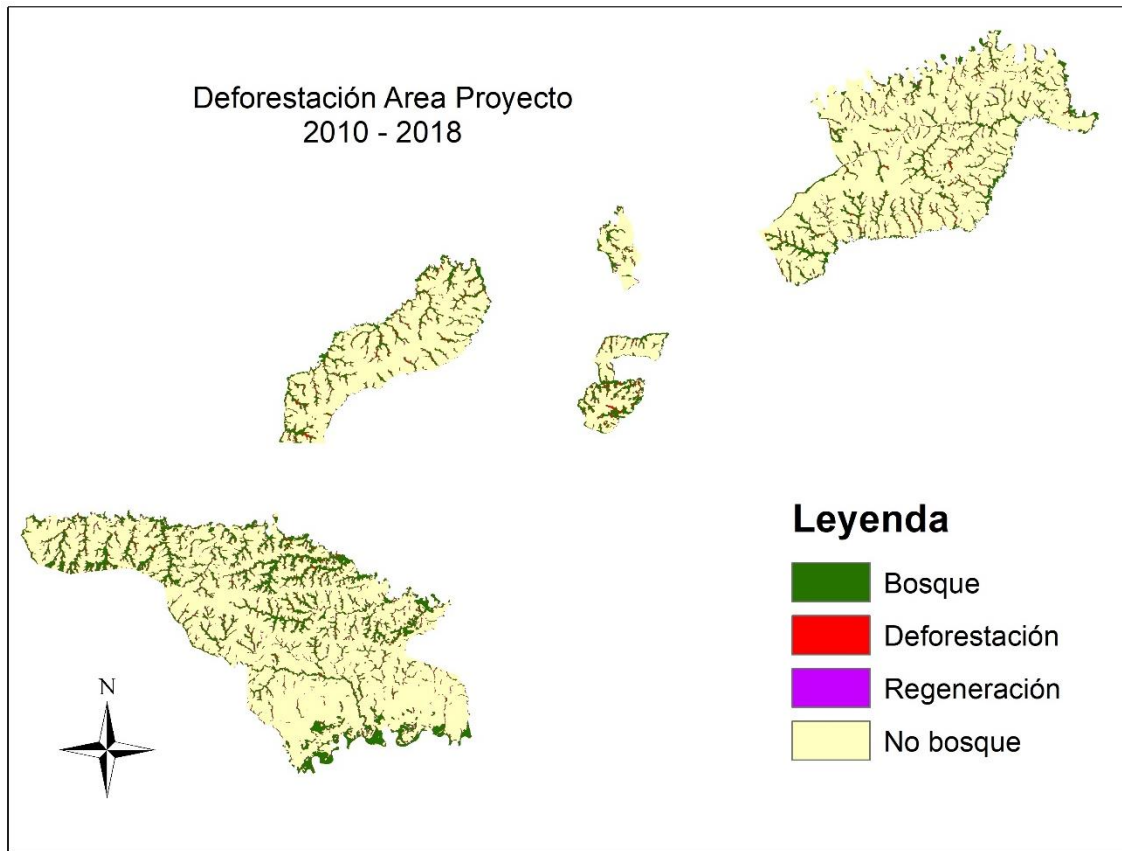 Deforestación Area Proyecto
2010 - 2018
Leyenda
Bosque
Deforestación
Regeneración
No bosque
N